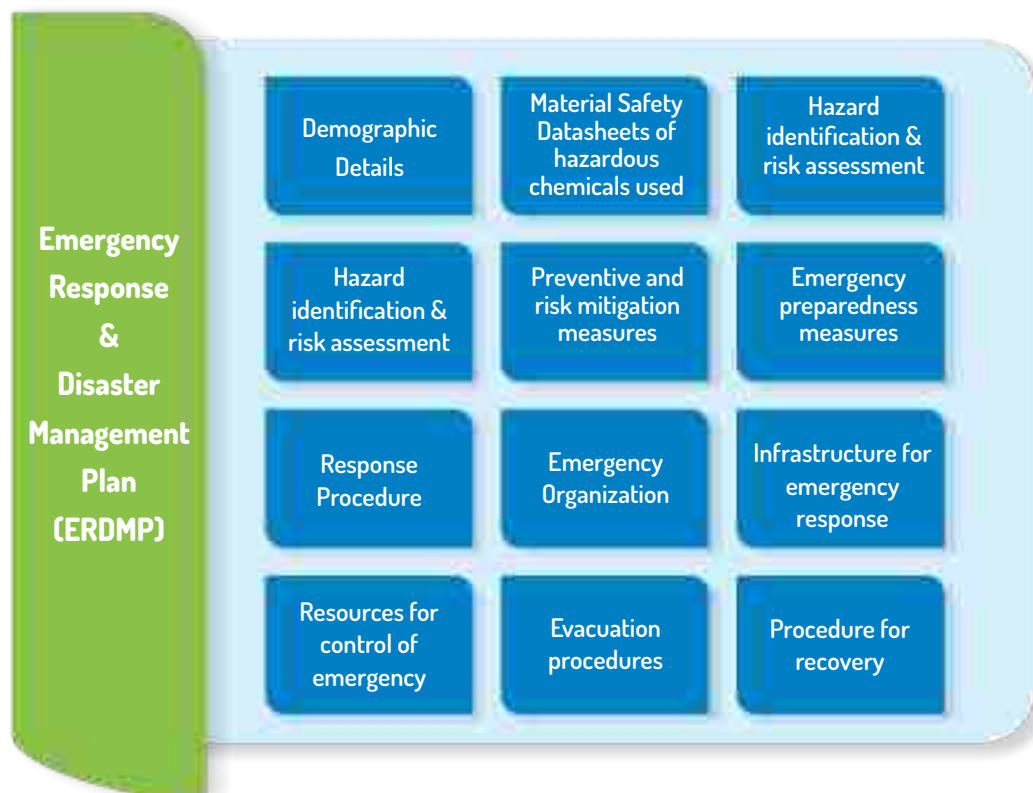 Emergency
Response
&
Disaster
Management
Plan
(ERDMP)
Demographic
Details
Material Safety
Datasheets of
hazardous
chemicals used
Hazard
identification &
risk assessment
Hazard
identification &
risk assessment
Preventive and
risk mitigation
measures
Emergency
preparedness
measures
Response
Procedure
Emergency
Organization
Infrastructure for
emergency
response
Resources for
control of
emergency
Evacuation
procedures
Procedure for
recovery